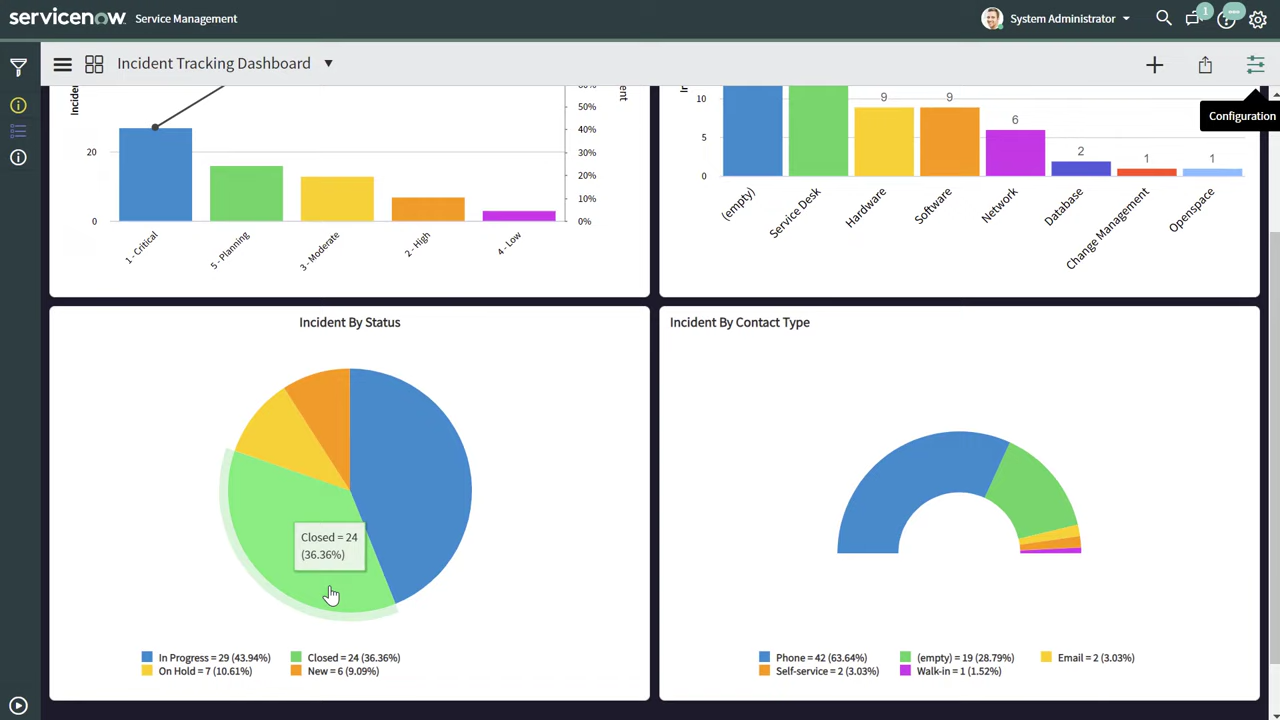 servicenow Service Management
System Administrator
1
Incident Tracking Dashboard
Configuration
20
0
40%
30%
20%
10%
0%
1 - Critical
5 - Planning
3 - Moderate
2 - High
4 - Low
10
5
0
9
9
6
2
1
1
(empty)
Service Desk
Hardware
Software
Network
Database
Change Management
Openspace
Incident By Status
Closed = 24
(36.36%)
In Progress = 29 (43.94%)
Closed = 24 (36.36%)
On Hold = 7 (10.61%)
New = 6 (9.09%)
Incident By Contact Type
Phone = 42 (63.64%)
(empty) = 19 (28.79%)
Email = 2 (3.03%)
Self-service = 2 (3.03%)
Walk-in = 1 (1.52%)